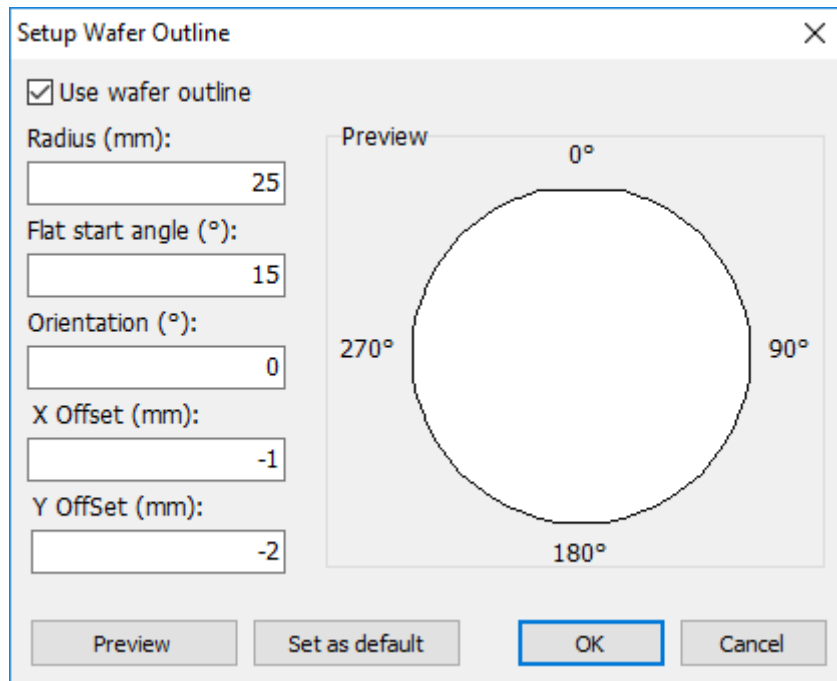 Setup Wafer Outline
Use wafer outline
Radius (mm):
25
Flat start angle (°):
15
Orientation (°):
0
X Offset (mm):
-1
Y OffSet (mm):
-2
Preview
0°
270°
90°
180°
Preview
Set as default
OK
Cancel